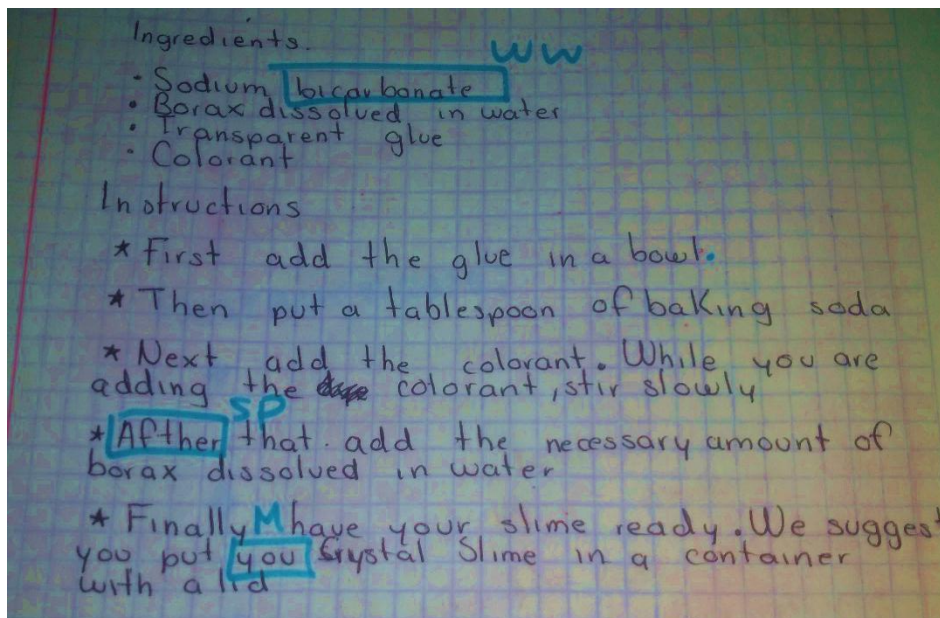 Ingredients.
WW
• Sodium bicarbonate
• Borax dissolved in water
• Transparent glue
• Colorant
Instructions
* First add the glue in a bowl.
* Then put a tablespoon of baking soda
* Next add the colorant. While you are
adding the colorant, stir slowly
sp
* Afther that. add the necessary amount of
borax dissolved in water
* Finally M have your slime ready. We suggest
you put you Crystal Slime in a container
with a lid